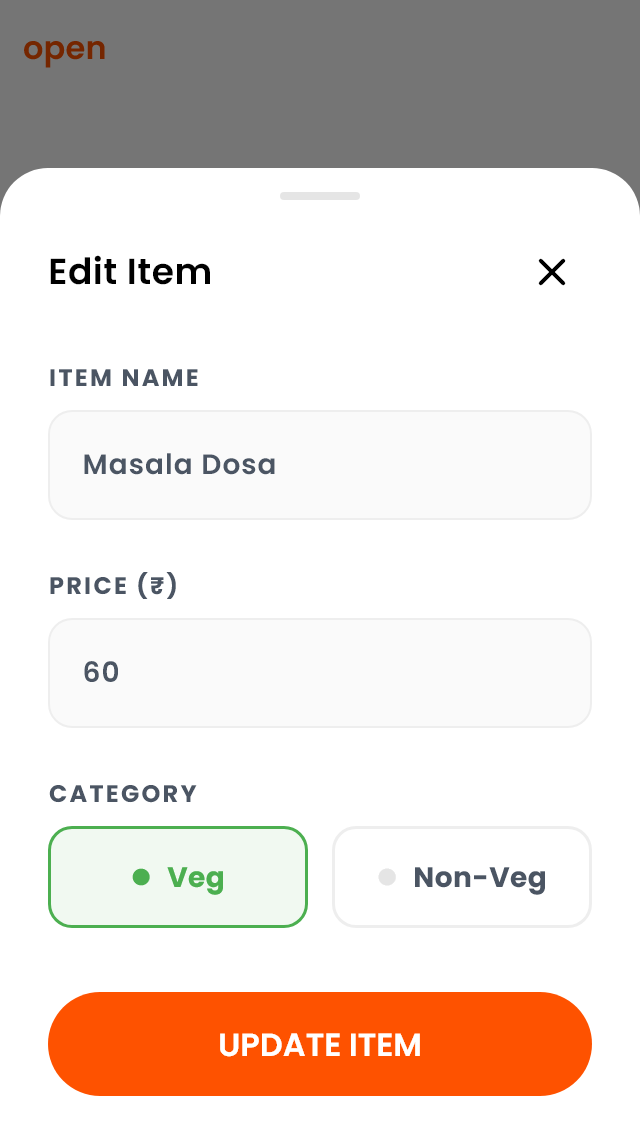 open
Edit Item
ITEM NAME
Masala Dosa
PRICE (₹)
60
CATEGORY
Veg
Non-Veg
UPDATE ITEM